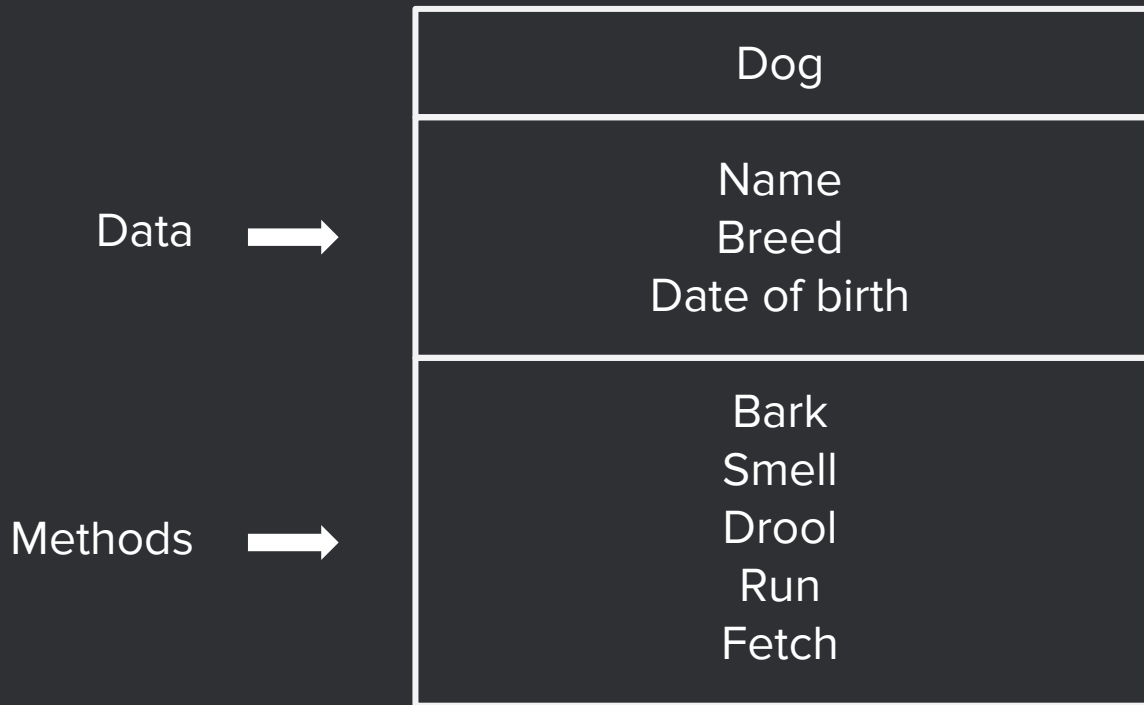 Dog
Data
Name
Breed
Date of birth
Methods
Bark
Smell
Drool
Run
Fetch